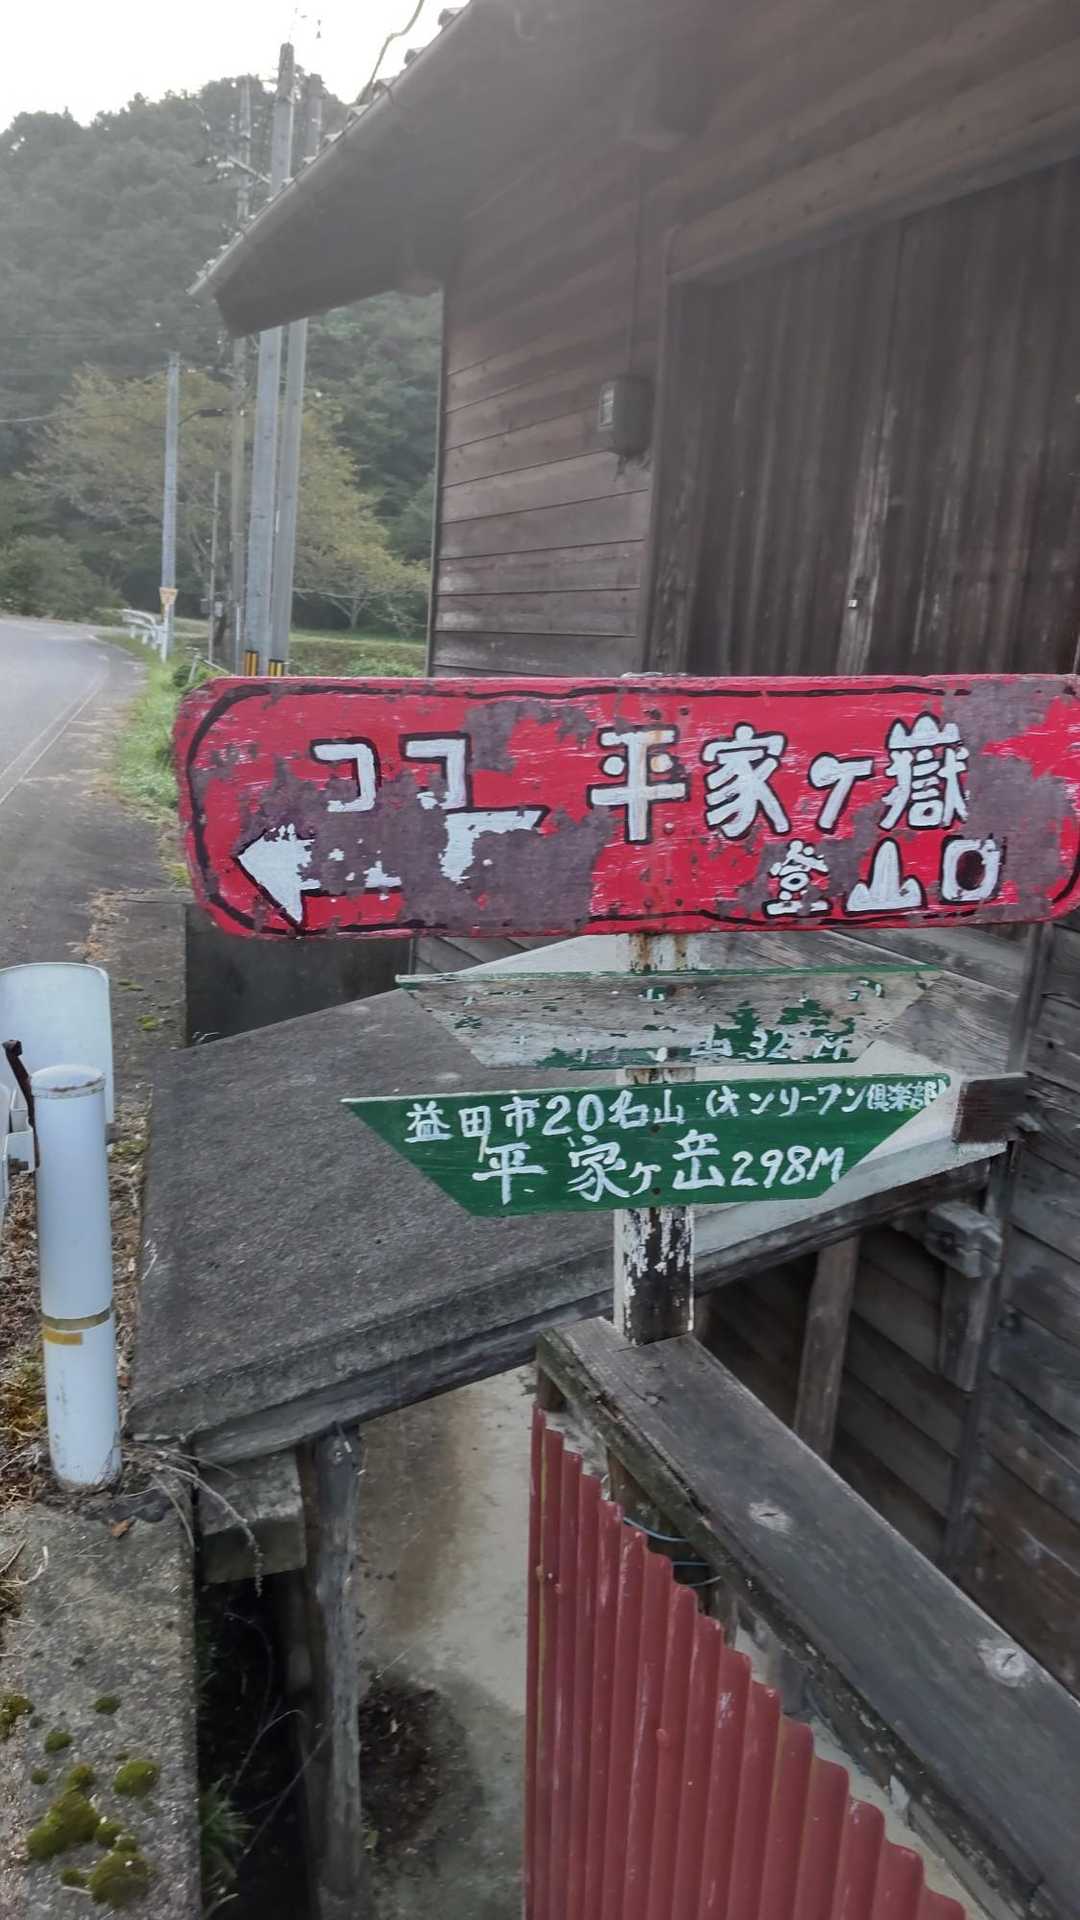 ココ 平家ヶ嶽
登山口
益田市20名山 (オンリーワン倶楽部)
平家ヶ岳298M